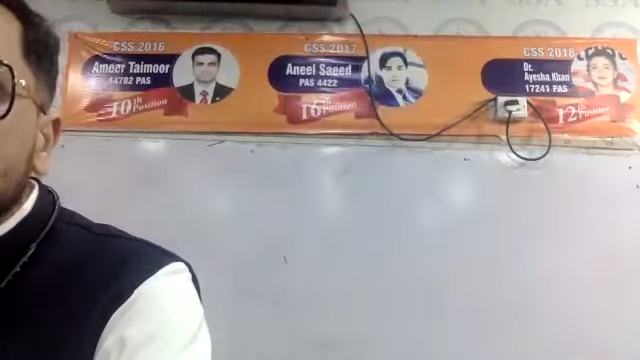 CSS 2016
Ameer Taimoor
14782 PAS
10th Position
CSS 2017
Aneel Saeed
PAS 4422
16th Position
CSS 2018
Dr.
Ayesha Khan
17241 PAS
12th Position